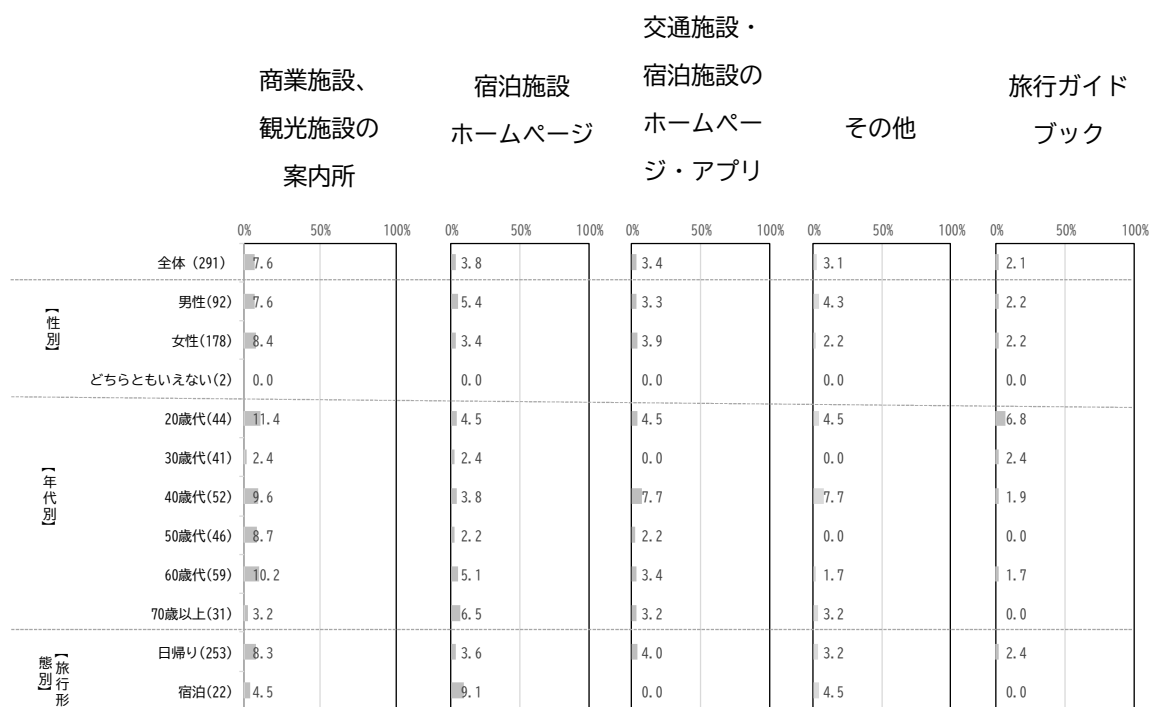 商業施設、
観光施設の
案内所
宿泊施設
ホームページ
交通施設・
宿泊施設の
ホームペー
ジ・アプリ
その他
旅行ガイド
ブック
0% 50% 100% 0% 50% 100% 0% 50% 100% 0% 50% 100% 0% 50% 100%
全体 (291) 7.6 3.8 3.4 3.1 2.1
【性別】
男性(92) 7.6 5.4 3.3 4.3 2.2
女性(178) 8.4 3.4 3.9 2.2 2.2
どちらともいえない(2) 0.0 0.0 0.0 0.0 0.0
【年代別】
20歳代(44) 11.4 4.5 4.5 4.5 6.8
30歳代(41) 2.4 2.4 0.0 0.0 2.4
40歳代(52) 9.6 3.8 7.7 7.7 1.9
50歳代(46) 8.7 2.2 2.2 0.0 0.0
60歳代(59) 10.2 5.1 3.4 1.7 1.7
70歳以上(31) 3.2 6.5 3.2 3.2 0.0
【旅行形
態別】
日帰り(253) 8.3 3.6 4.0 3.2 2.4
宿泊(22) 4.5 9.1 0.0 4.5 0.0